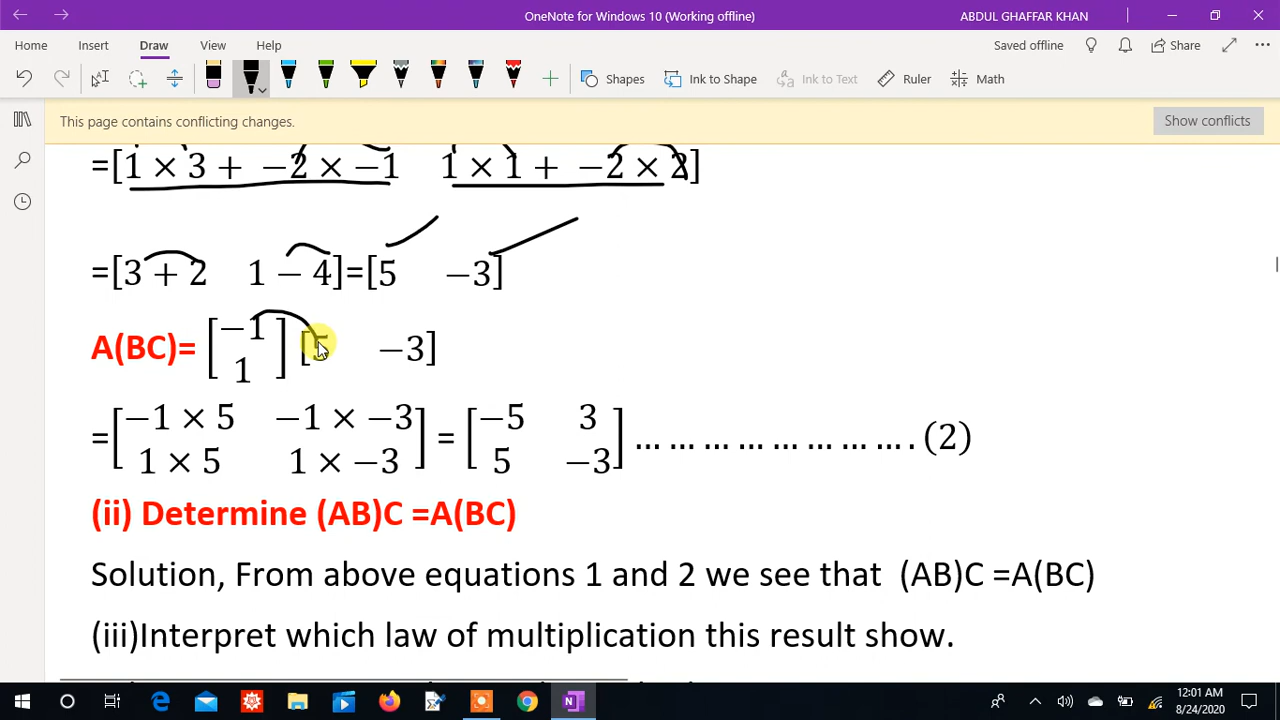 OneNote for Windows 10 (Working offline) ABDUL GHAFFAR KHAN
Home Insert Draw View Help Saved offline Share
Shapes Ink to Shape Ink to Text Ruler Math
This page contains conflicting changes. Show conflicts
=[1 × 3 + −2 × −1 1 × 1 + −2 × 2]
=[3 + 2 1 − 4]=[5 −3]
A(BC)= [−1 1] [5 −3]
=[−1 × 5 −1 × −3
1 × 5 1 × −3] = [−5 3
5 −3] … … … … … … … … . (2)
(ii) Determine (AB)C =A(BC)
Solution, From above equations 1 and 2 we see that (AB)C =A(BC)
(iii)Interpret which law of multiplication this result show.
12:01 AM
8/24/2020